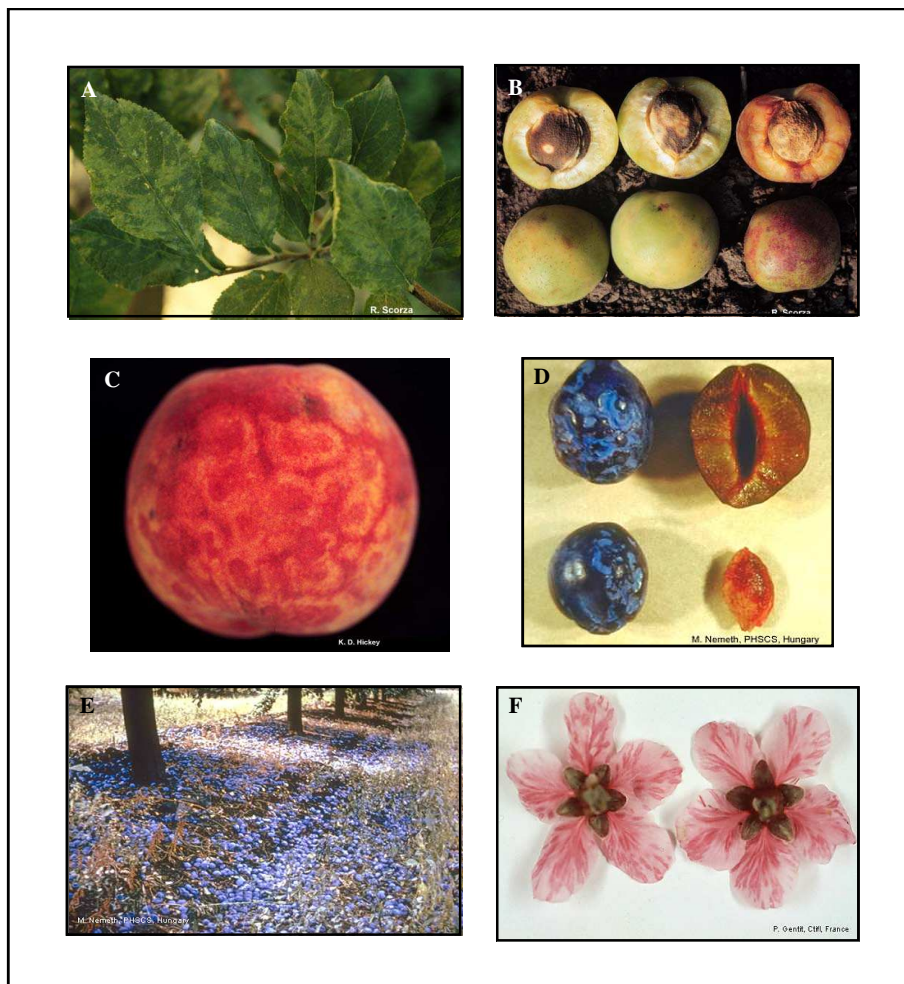 A
R. Scorza
B
R. Scorza
C
K. D. Hickey
D
M. Nemeth, PHSCS, Hungary
E
M. Nemeth, PHSCS, Hungary
F
P. Gentit, Ctifl, France